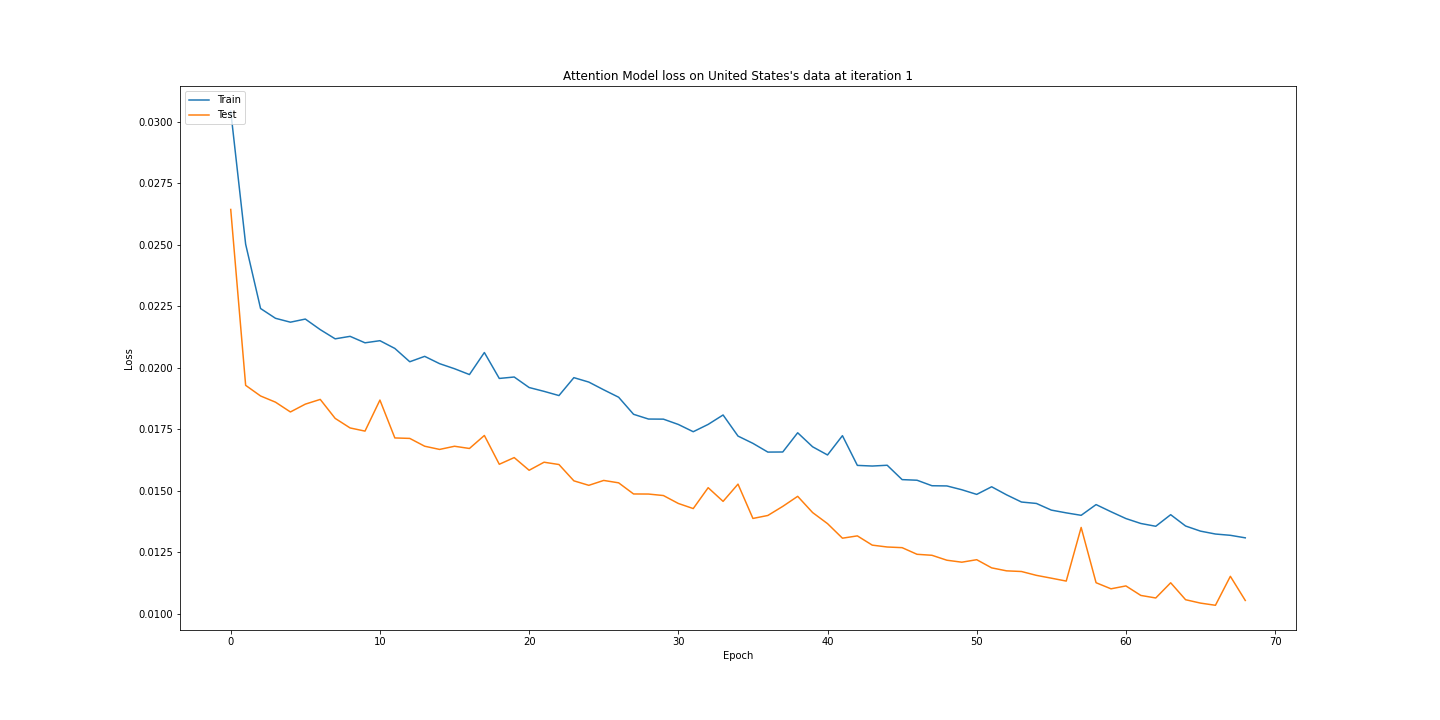 Attention Model loss on United States's data at iteration 1
Train
Test
0.0300
0.0275
0.0250
0.0225
0.0200
0.0175
0.0150
0.0125
0.0100
Loss
0 10 20 30 40 50 60 70
Epoch